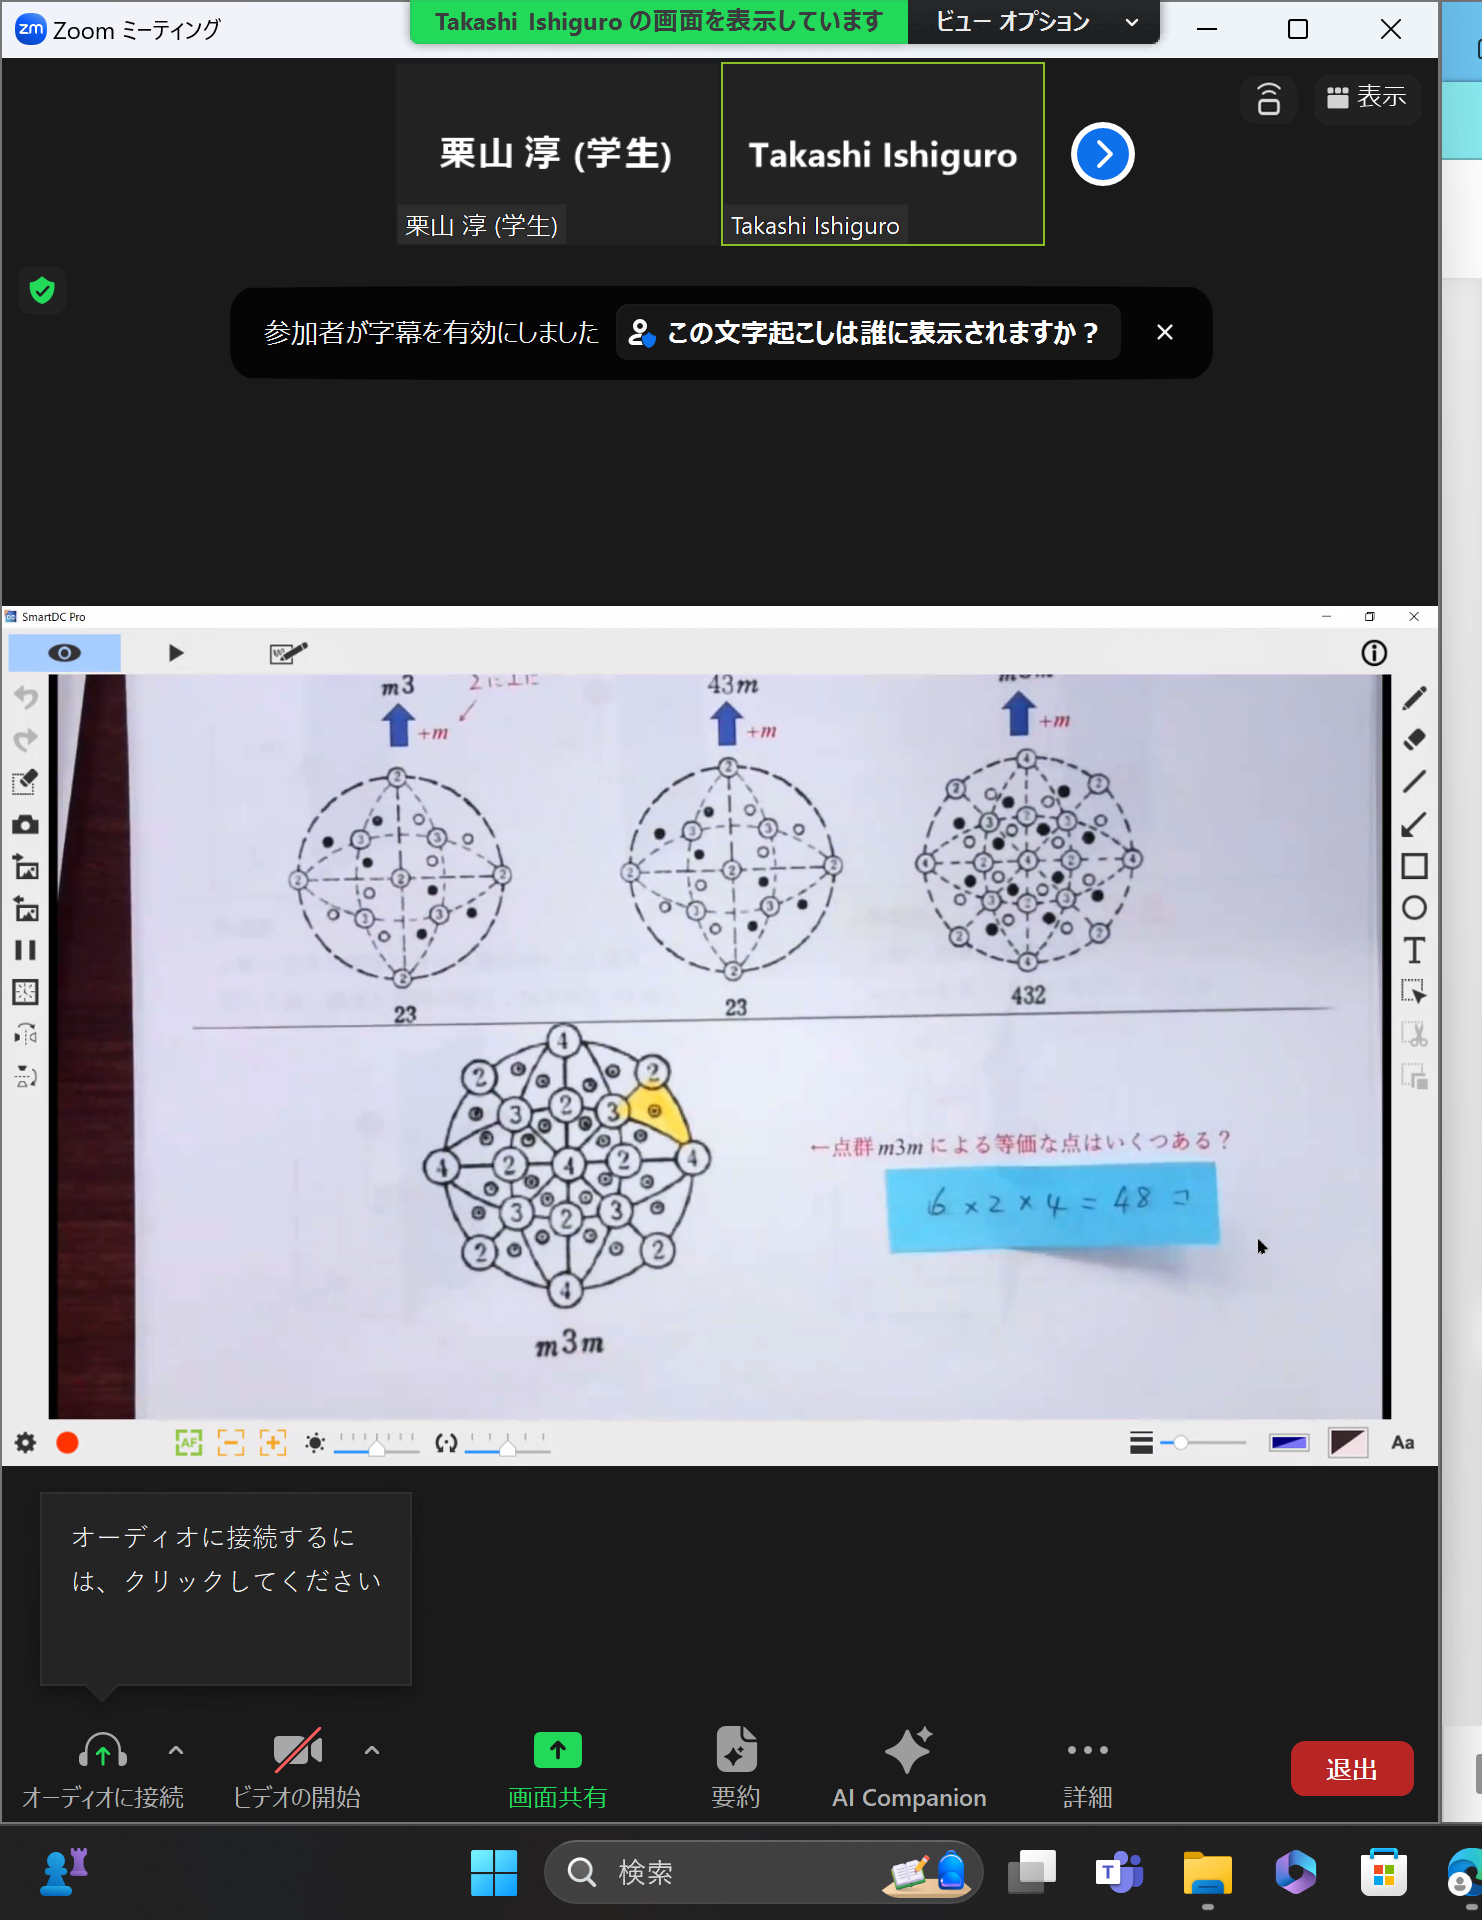 Zoom ミーティング
Takashi Ishiguro の画面を表示しています
ビュー オプション
表示
栗山 淳 (学生)
Takashi Ishiguro
栗山 淳 (学生)
Takashi Ishiguro
参加者が字幕を有効にしました
この文字起こしは誰に表示されますか？
SmartDC Pro
m3
43m
+m
+m
+m
23
23
432
←点群m3mによる等価な点はいくつある？
6×2×4=48コ
m3m
AF
Aa
オーディオに接続するに
は、クリックしてください
オーディオに接続
ビデオの開始
画面共有
要約
AI Companion
詳細
退出
検索